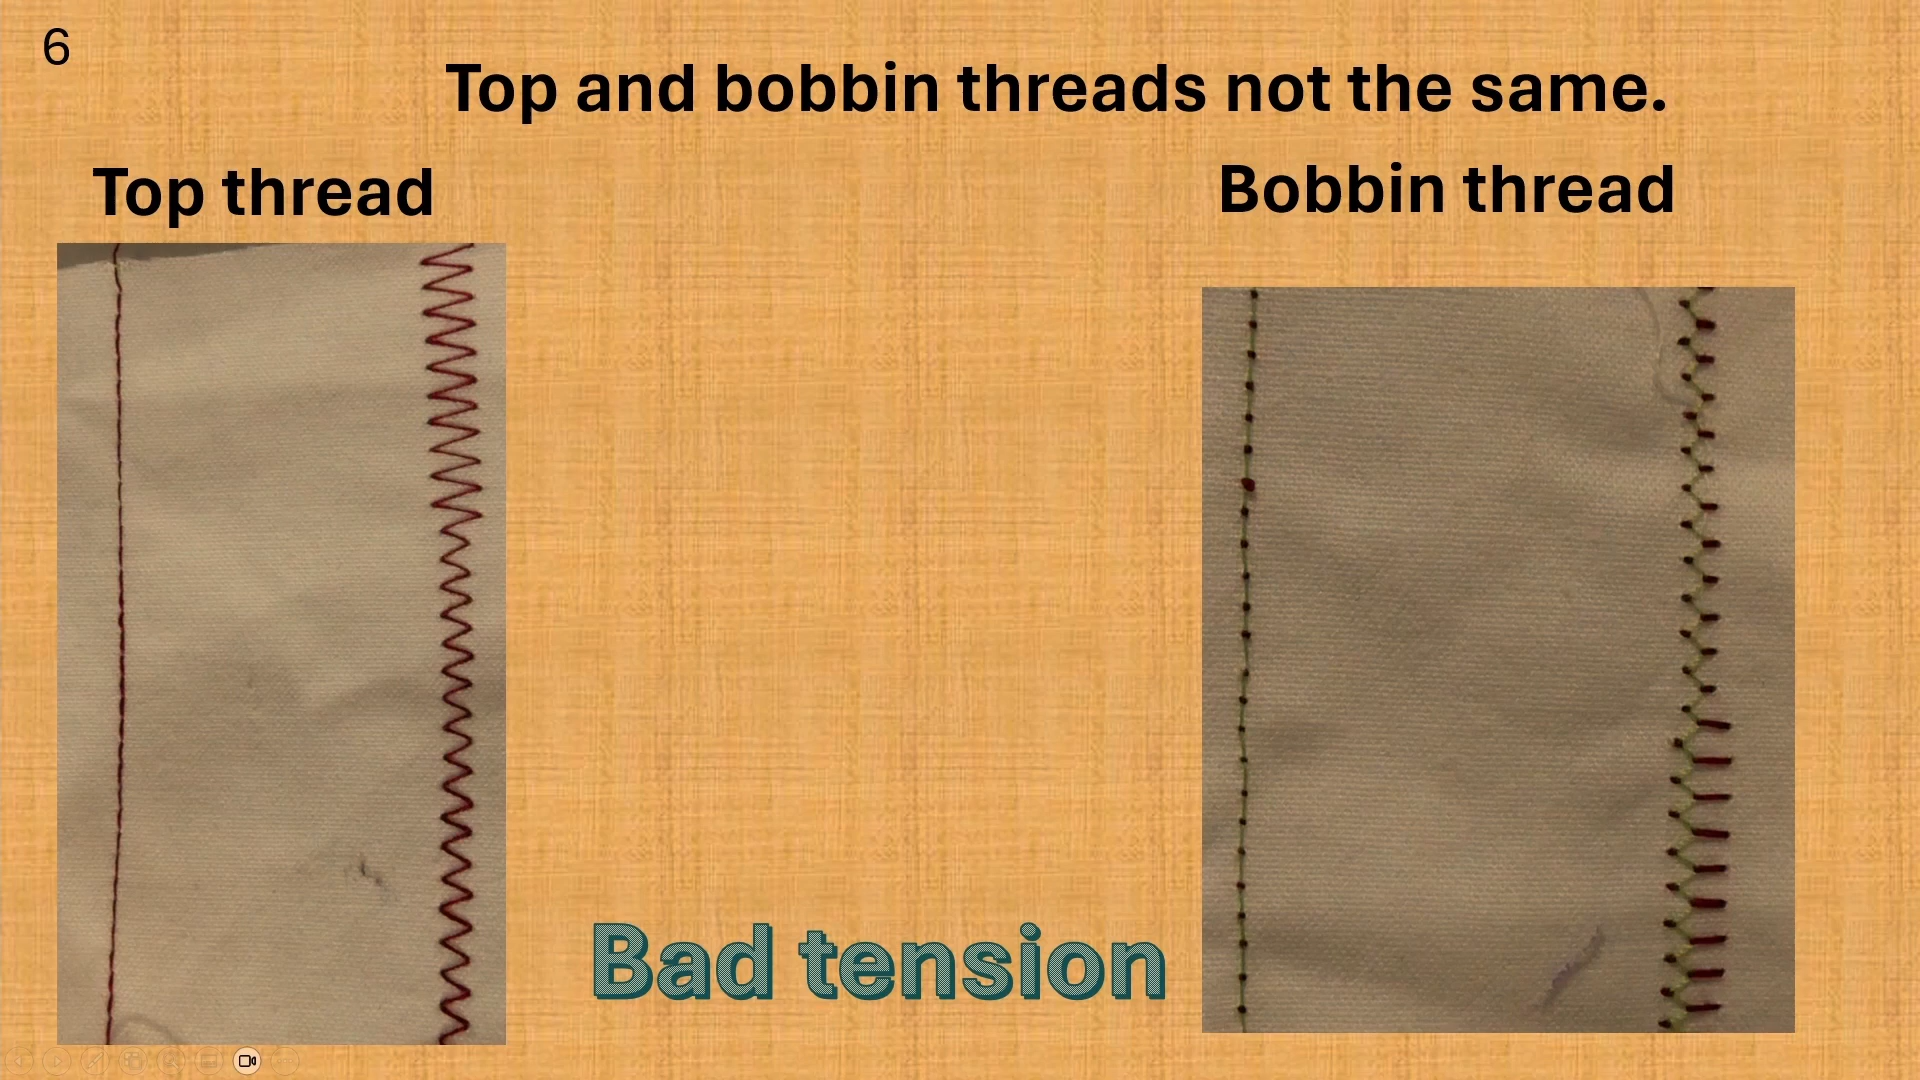 6
Top and bobbin threads not the same.
Top thread
Bobbin thread
Bad tension